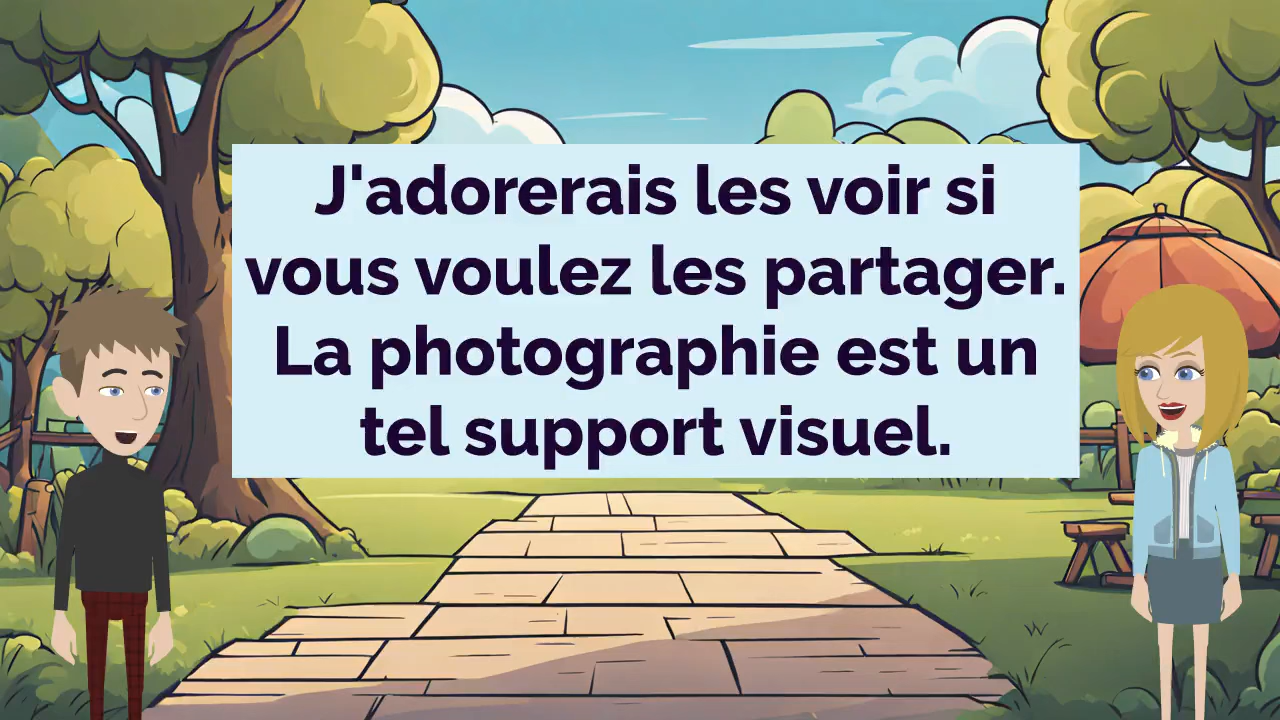 J'adorerais les voir si
vous voulez les partager.
La photographie est un
tel support visuel.